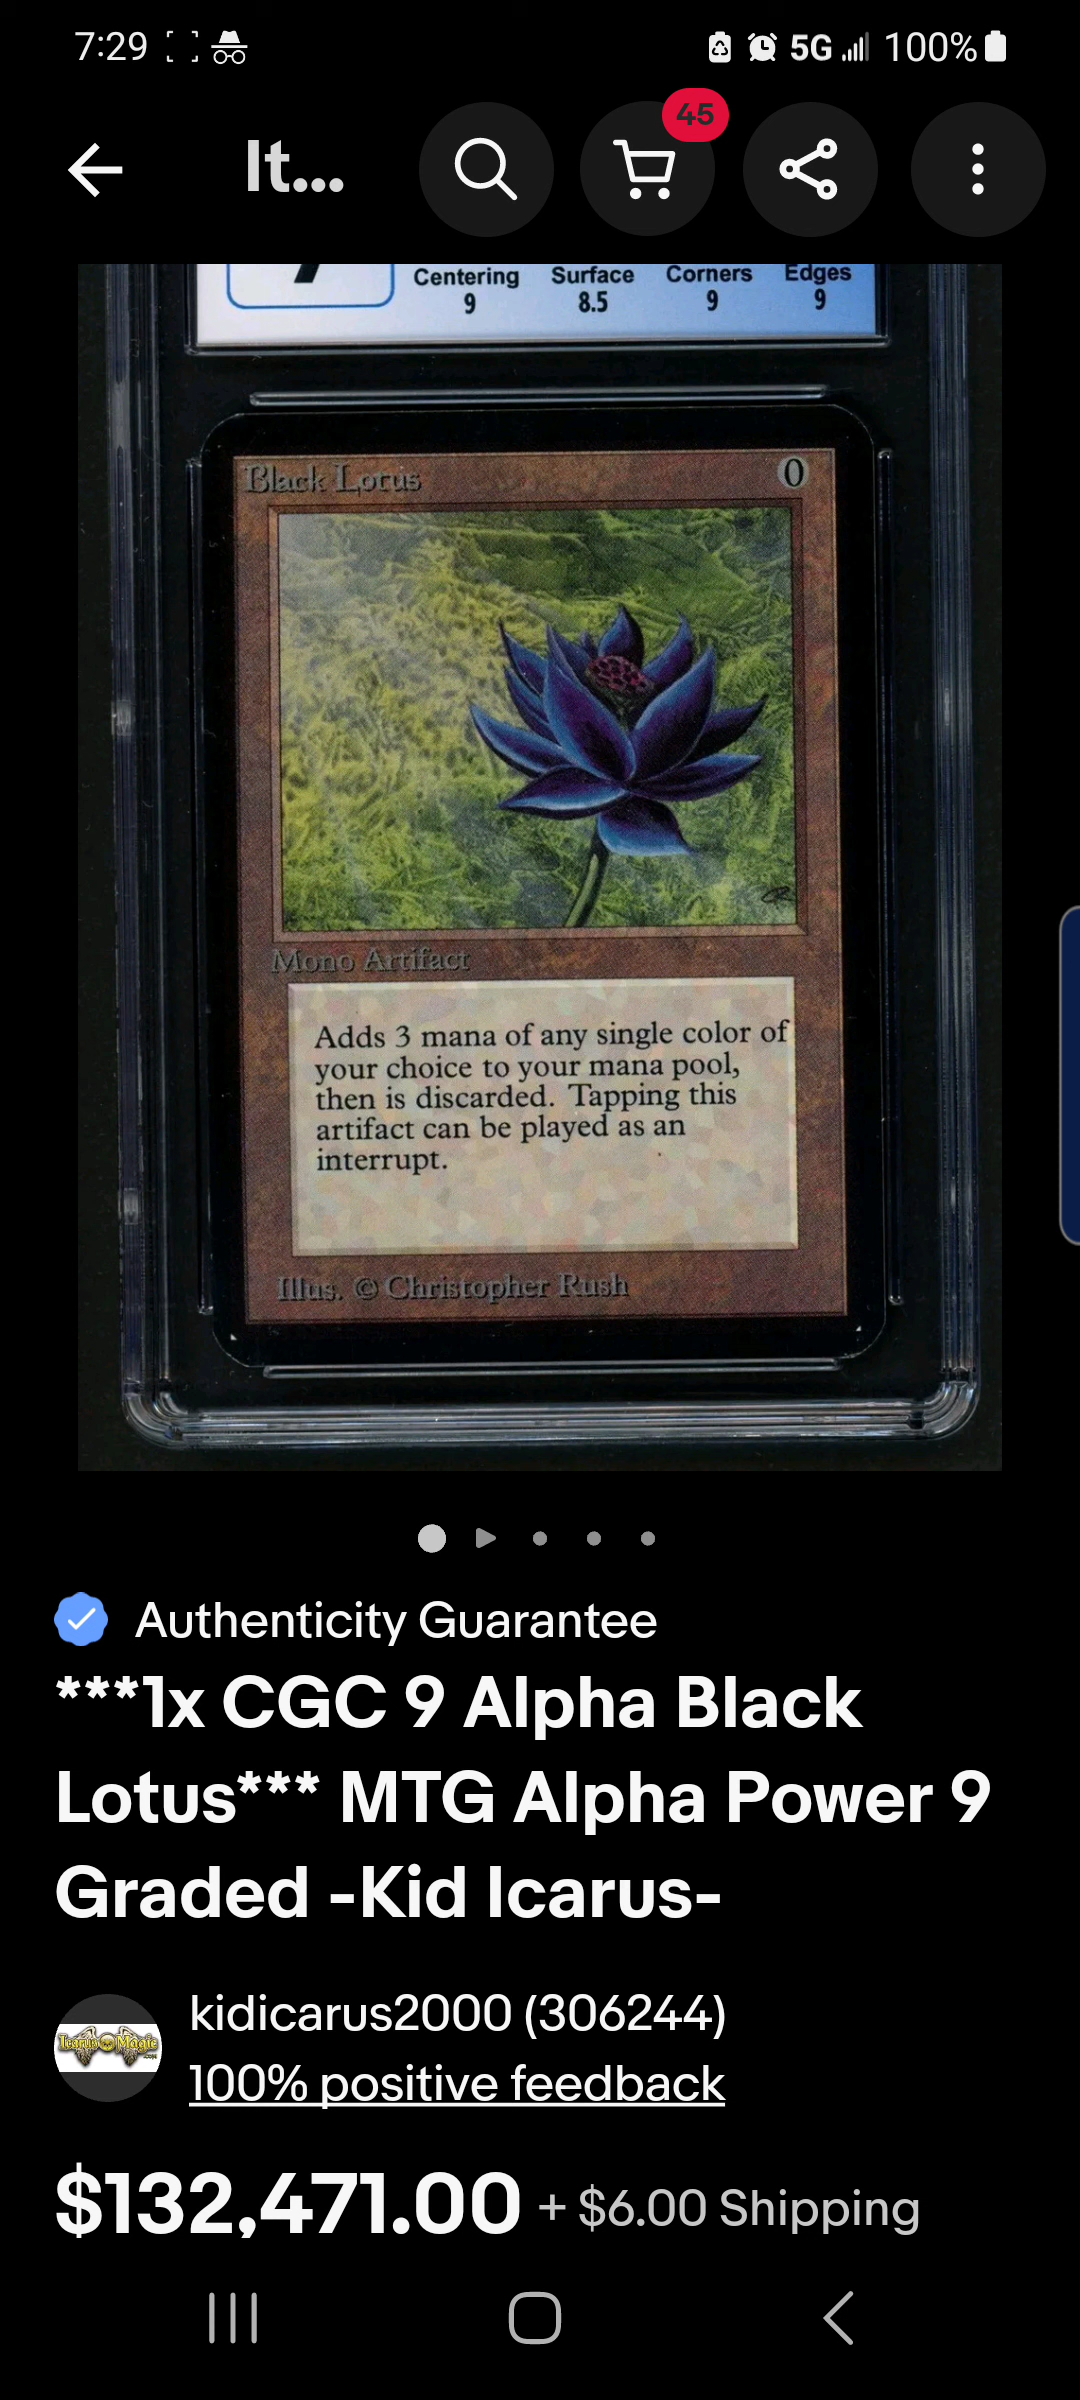 7:29 5G 100%
It... 45
Centering Surface Corners Edges
9 8.5 9 9
Black Lotus 0
Mono Artifact
Adds 3 mana of any single color of
your choice to your mana pool,
then is discarded. Tapping this
artifact can be played as an
interrupt.
Illus. © Christopher Rush
Authenticity Guarantee
***1x CGC 9 Alpha Black
Lotus*** MTG Alpha Power 9
Graded -Kid Icarus-
kidicarus2000 (306244)
Icarus Magic
100% positive feedback
$132,471.00 + $6.00 Shipping